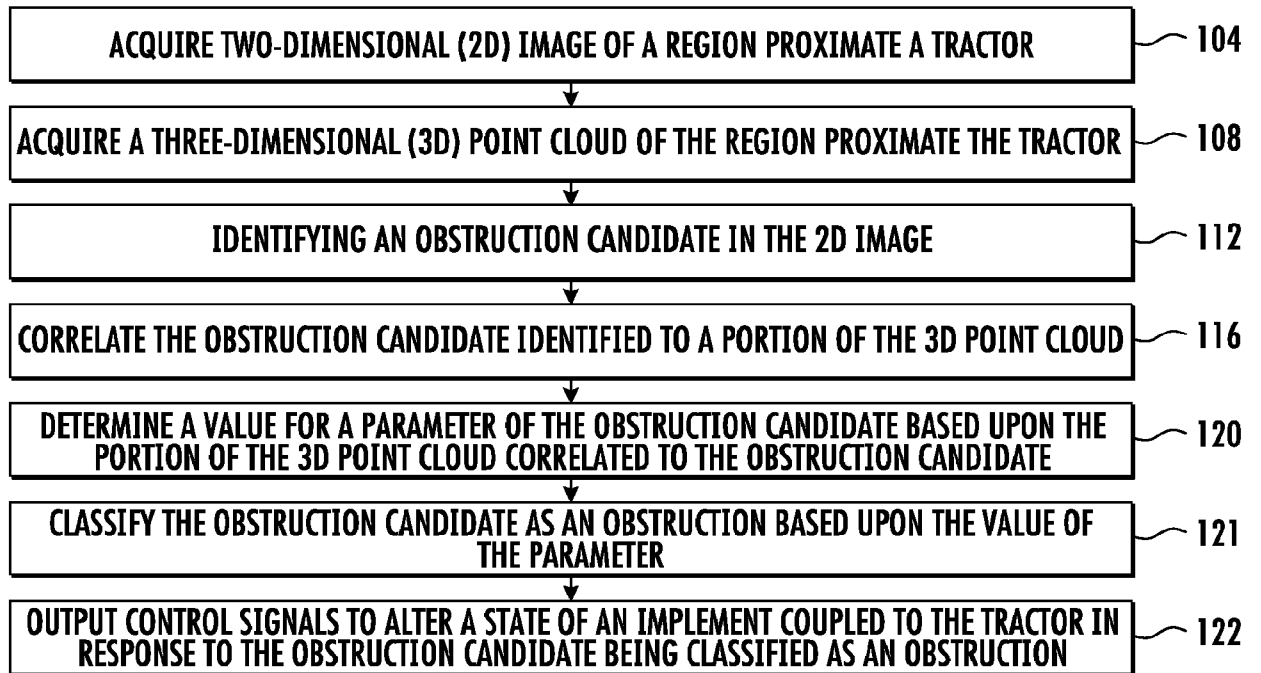 ACQUIRE TWO-DIMENSIONAL (2D) IMAGE OF A REGION PROXIMATE A TRACTOR
104
ACQUIRE A THREE-DIMENSIONAL (3D) POINT CLOUD OF THE REGION PROXIMATE THE TRACTOR
108
IDENTIFYING AN OBSTRUCTION CANDIDATE IN THE 2D IMAGE
112
CORRELATE THE OBSTRUCTION CANDIDATE IDENTIFIED TO A PORTION OF THE 3D POINT CLOUD
116
DETERMINE A VALUE FOR A PARAMETER OF THE OBSTRUCTION CANDIDATE BASED UPON THE
PORTION OF THE 3D POINT CLOUD CORRELATED TO THE OBSTRUCTION CANDIDATE
120
CLASSIFY THE OBSTRUCTION CANDIDATE AS AN OBSTRUCTION BASED UPON THE VALUE OF
THE PARAMETER
121
OUTPUT CONTROL SIGNALS TO ALTER A STATE OF AN IMPLEMENT COUPLED TO THE TRACTOR IN
RESPONSE TO THE OBSTRUCTION CANDIDATE BEING CLASSIFIED AS AN OBSTRUCTION
122